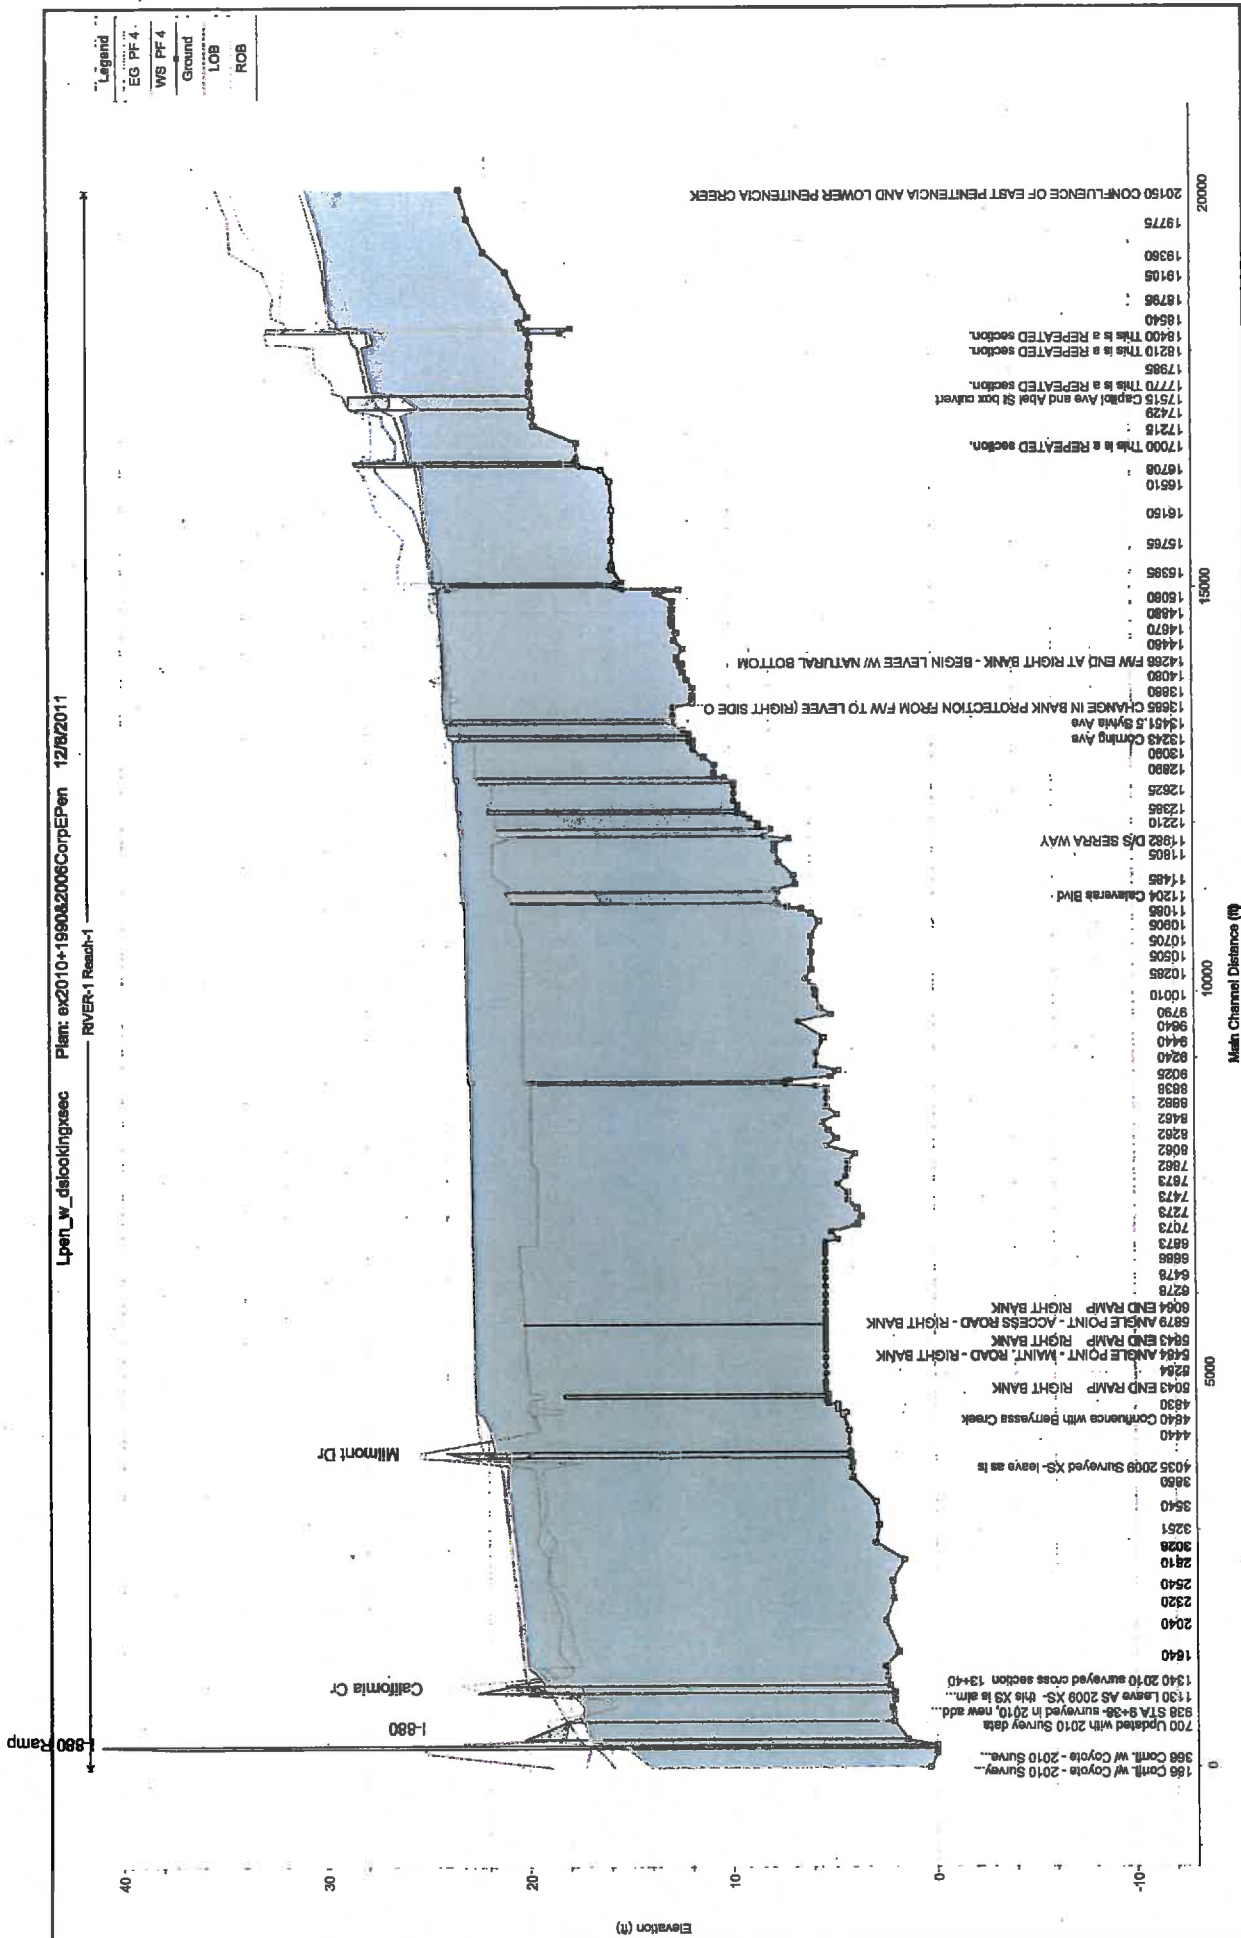 Lpen_w_dslookingxsec Plan: ex2010+1990&2006CorpEPen 12/8/2011
RIVER-1 Reach-1
Legend
EG PF 4
WS PF 4
Ground
LOB
ROB
I-880 Ramp
I-880
California Cr
Milmont Dr
Elevation (ft)
40
30
20
10
0
-10
166 Confl. w/ Coyote - 2010 Survey...
366 Confl. w/ Coyote - 2010 Surve...
700 Updated with 2010 Survey data
938 STA 9+38- surveyed in 2010, new add...
1130 Leave AS 2009 XS- this XS is alm...
1340 2010 surveyed cross section 13+40
1640
2040
2320
2540
2810
3028
3251
3540
3850
4035 2009 Surveyed XS- leave as is
4440
4640 Confluence with Berryessa Creek
4830
5043 END RAMP RIGHT BANK
5264
5464 ANGLE POINT - MAINT. ROAD - RIGHT BANK
5643 END RAMP RIGHT BANK
5879 ANGLE POINT - ACCESS ROAD - RIGHT BANK
6064 END RAMP RIGHT BANK
6278
6478
6666
6873
7073
7273
7473
7673
7862
8062
8262
8462
8662
8838
9025
9240
9440
9640
9790
10010
10285
10505
10705
10905
11085
11204 Calaveras Blvd
11485
11805
11982 D/S SERRA WAY
12210
12385
12625
12890
13090
13243 Corning Ave
13451.5 Sylvia Ave
13685 CHANGE IN BANK PROTECTION FROM F/W TO LEVEE (RIGHT SIDE O...
13880
14080
14268 F/W END AT RIGHT BANK - BEGIN LEVEE W/ NATURAL BOTTOM
14460
14670
14880
15080
15395
15765
16150
16510
16708
17000 This is a REPEATED section.
17215
17429
17515 Capitol Ave and Abel St box culvert
17770 This is a REPEATED section.
17985
18210 This is a REPEATED section.
18400 This is a REPEATED section.
18540
18795
19105
19360
19775
20150 CONFLUENCE OF EAST PENITENCIA AND LOWER PENITENCIA CREEK
0
5000
10000
15000
20000
Main Channel Distance (ft)